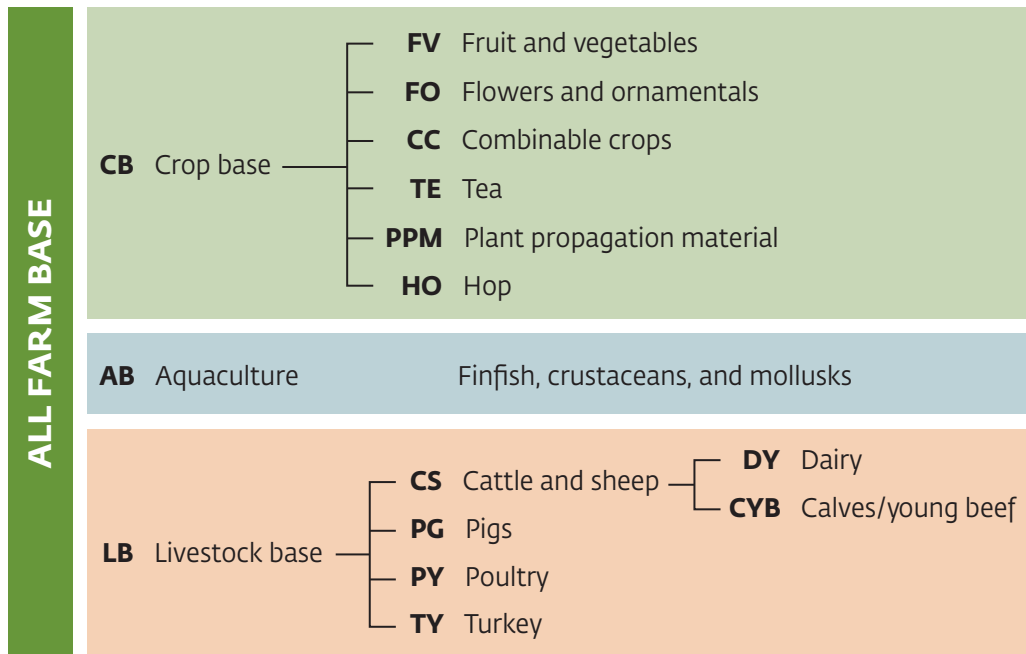 ALL FARM BASE
CB Crop base
FV Fruit and vegetables
FO Flowers and ornamentals
CC Combinable crops
TE Tea
PPM Plant propagation material
HO Hop
AB Aquaculture Finfish, crustaceans, and mollusks
LB Livestock base
CS Cattle and sheep
DY Dairy
CYB Calves/young beef
PG Pigs
PY Poultry
TY Turkey